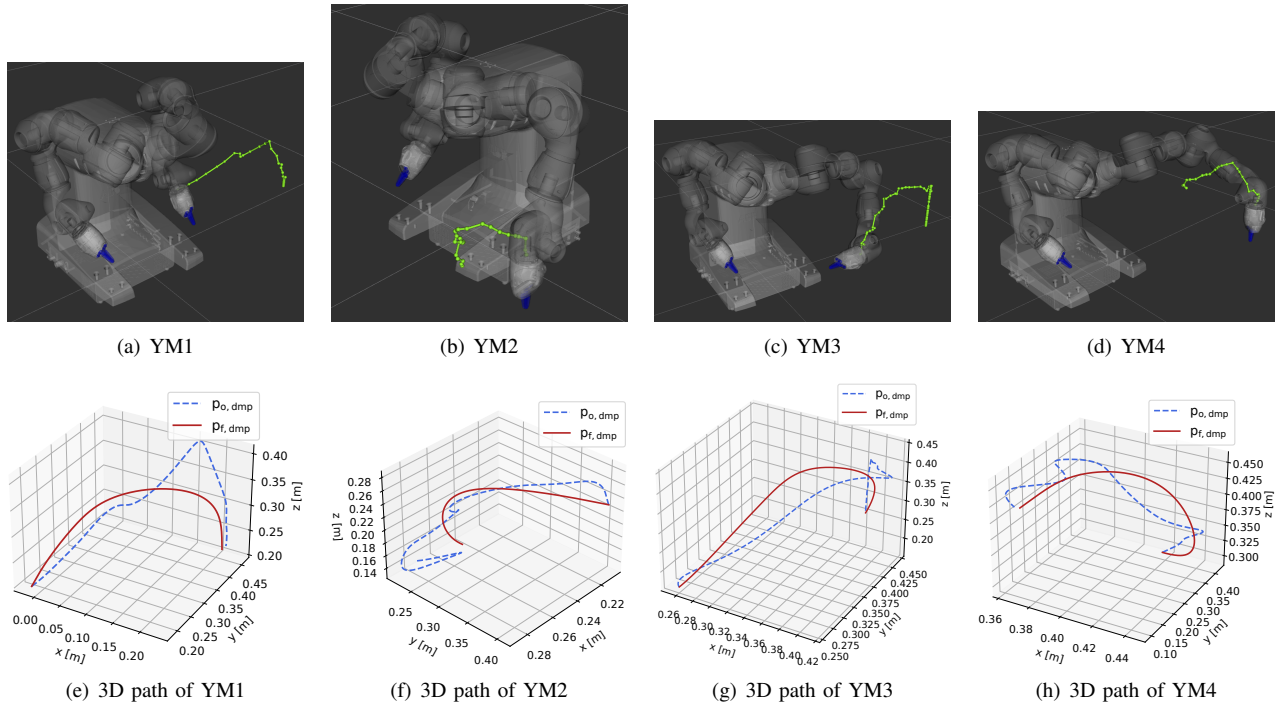 (a) YM1
(b) YM2
(c) YM3
(d) YM4
p_o, dmp
p_f, dmp
0.40
0.35
0.30
0.25
0.20
z [m]
0.00
0.05
0.10
0.15
0.20
x [m]
0.20
0.25
0.30
0.35
0.40
0.45
y [m]
(e) 3D path of YM1
p_o, dmp
p_f, dmp
0.28
0.26
0.24
0.22
0.20
0.18
0.16
0.14
z [m]
0.25
0.30
0.35
0.40
y [m]
0.22
0.24
0.26
0.28
x [m]
(f) 3D path of YM2
p_o, dmp
p_f, dmp
0.45
0.40
0.35
0.30
0.25
0.20
z [m]
0.26
0.28
0.30
0.32
0.34
0.36
0.38
0.40
0.42
x [m]
0.250
0.275
0.300
0.325
0.350
0.375
0.400
0.425
0.450
y [m]
(g) 3D path of YM3
p_o, dmp
p_f, dmp
0.450
0.425
0.400
0.375
0.350
0.325
0.300
z [m]
0.36
0.38
0.40
0.42
0.44
x [m]
0.10
0.15
0.20
0.25
0.30
0.35
0.40
y [m]
(h) 3D path of YM4